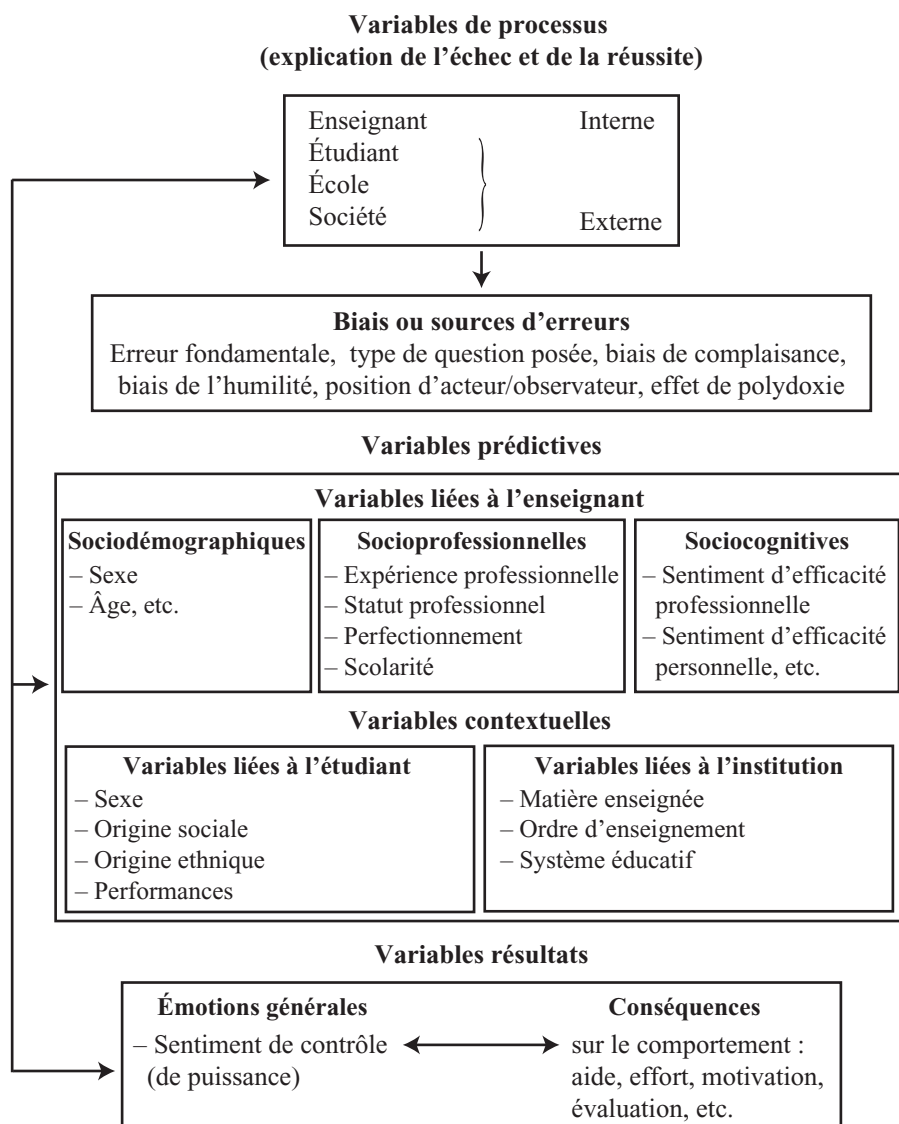 Variables de processus
(explication de l’échec et de la réussite)
Enseignant Interne
Étudiant
École
Société Externe
Biais ou sources d’erreurs
Erreur fondamentale, type de question posée, biais de complaisance,
biais de l’humilité, position d’acteur/observateur, effet de polydoxie
Variables prédictives
Variables liées à l’enseignant
Sociodémographiques
– Sexe
– Âge, etc.
Socioprofessionnelles
– Expérience professionnelle
– Statut professionnel
– Perfectionnement
– Scolarité
Sociocognitives
– Sentiment d’efficacité
professionnelle
– Sentiment d’efficacité
personnelle, etc.
Variables contextuelles
Variables liées à l’étudiant
– Sexe
– Origine sociale
– Origine ethnique
– Performances
Variables liées à l’institution
– Matière enseignée
– Ordre d’enseignement
– Système éducatif
Variables résultats
Émotions générales
– Sentiment de contrôle
(de puissance)
Conséquences
sur le comportement :
aide, effort, motivation,
évaluation, etc.